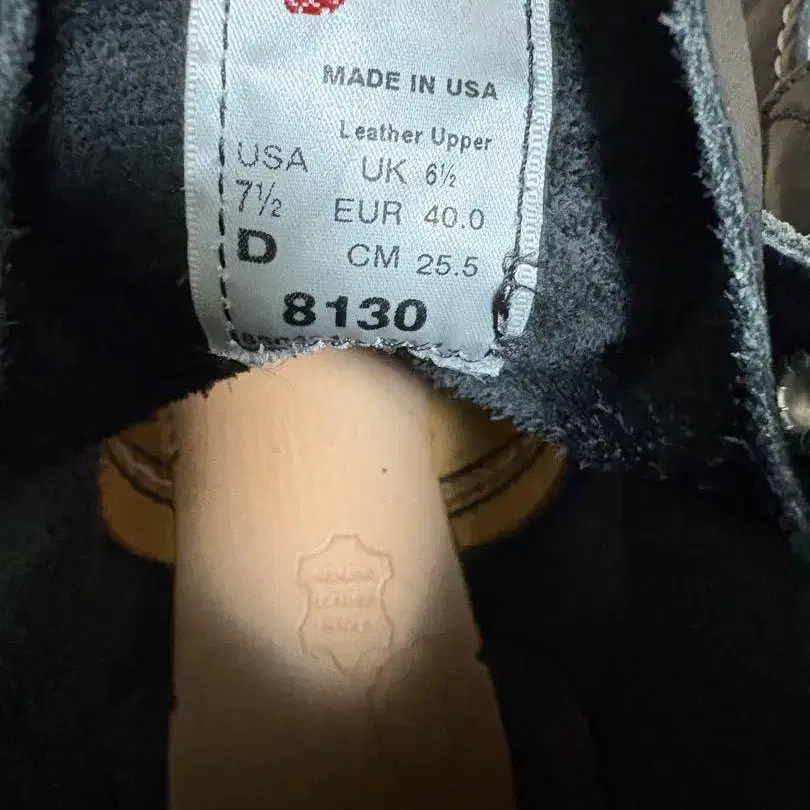 MADE IN USA
Leather Upper
USA UK 6½
7½ EUR 40.0
D CM 25.5
8130